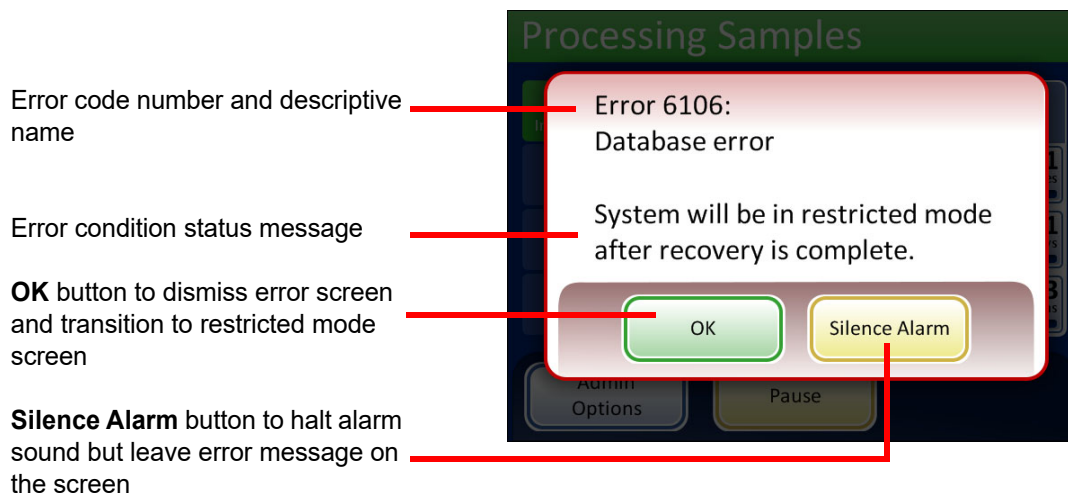 Processing Samples
Error code number and descriptive
name
Error 6106:
Database error
Error condition status message
System will be in restricted mode
after recovery is complete.
OK button to dismiss error screen
and transition to restricted mode
screen
OK
Silence Alarm
Admin
Options
Pause
Silence Alarm button to halt alarm
sound but leave error message on
the screen